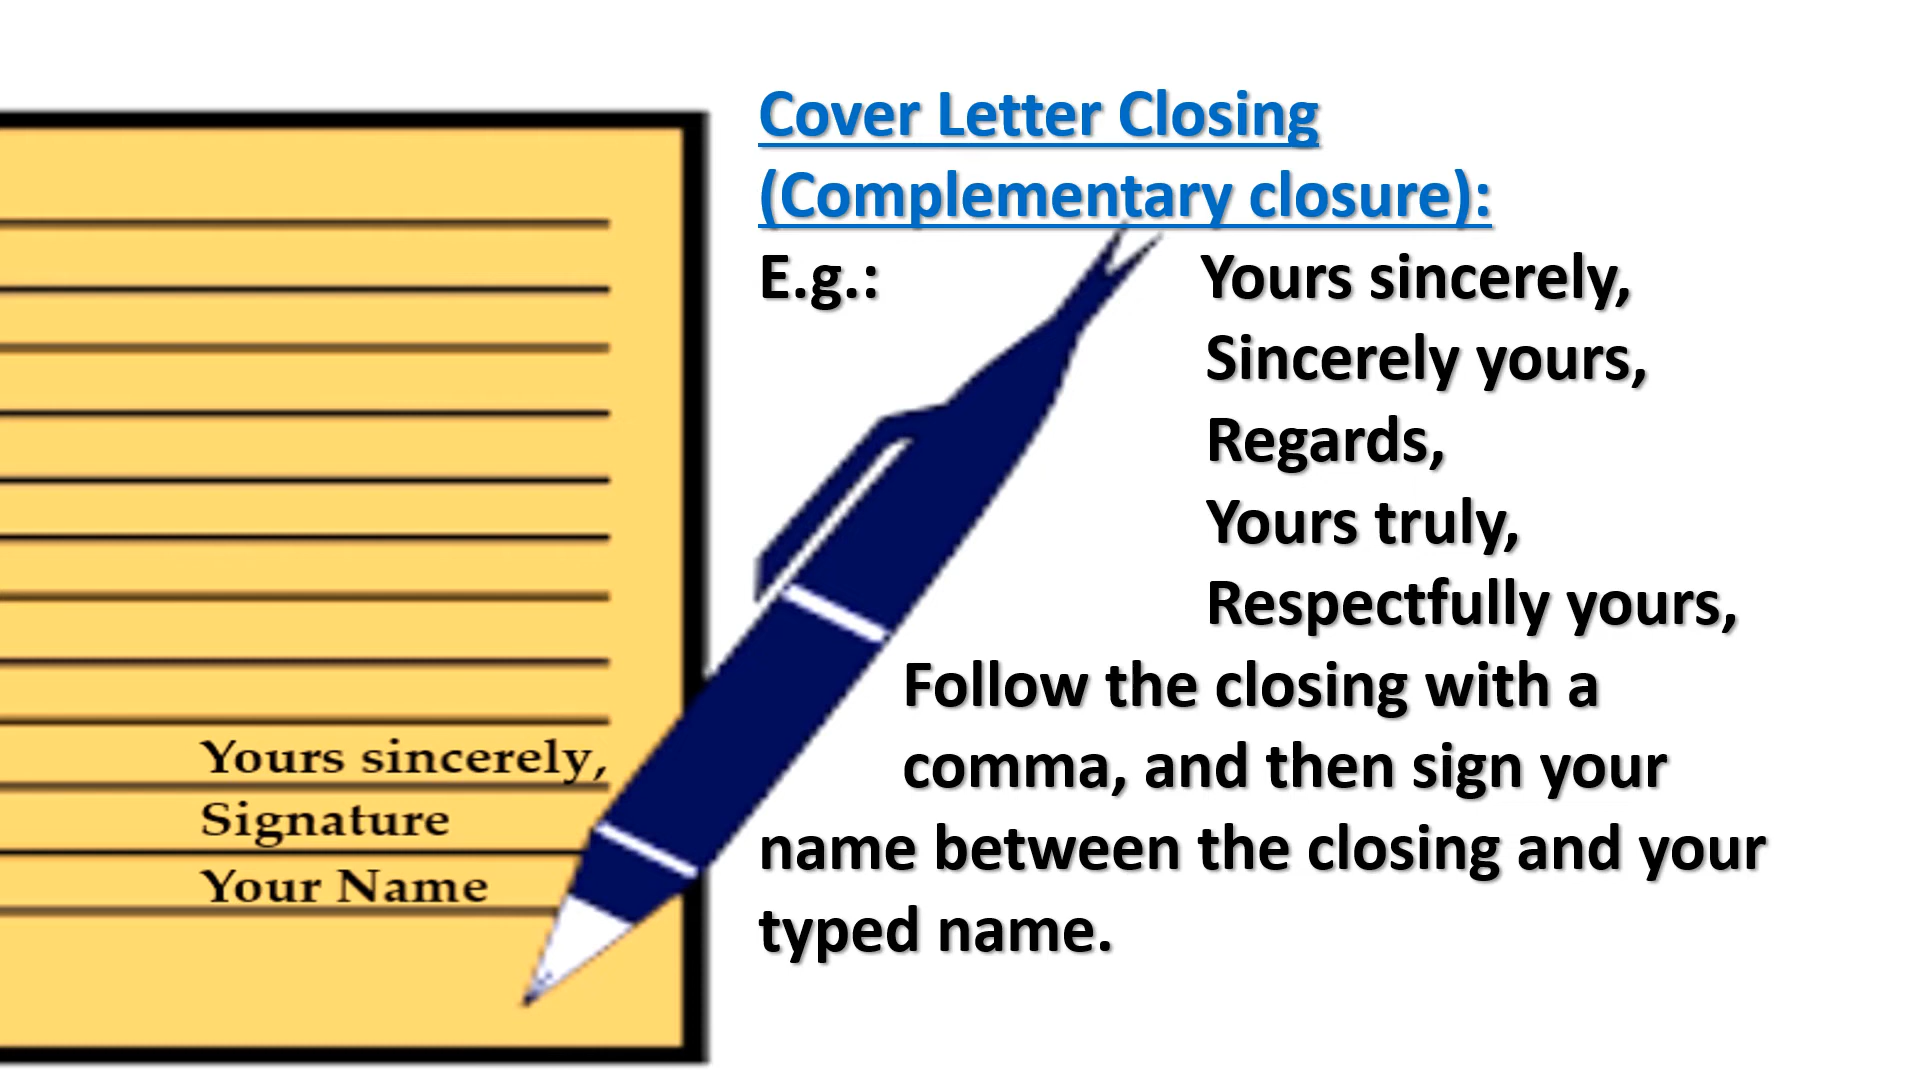 Cover Letter Closing
(Complementary closure):
E.g.: Yours sincerely,
Sincerely yours,
Regards,
Yours truly,
Respectfully yours,
Follow the closing with a
comma, and then sign your
name between the closing and your
typed name.
Yours sincerely,
Signature
Your Name